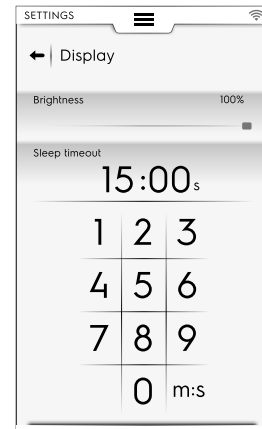 SETTINGS
Display
Brightness 100%
Sleep timeout
15:00s
1 2 3
4 5 6
7 8 9
0 m:s